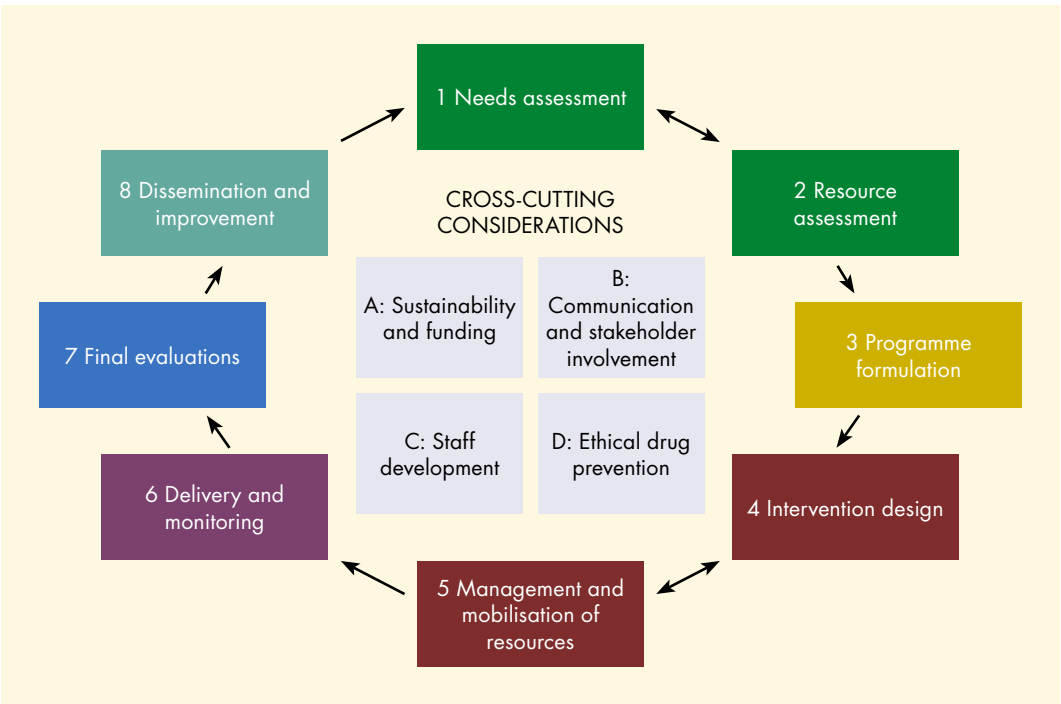 1 Needs assessment
2 Resource
assessment
3 Programme
formulation
4 Intervention design
5 Management and
mobilisation of
resources
6 Delivery and
monitoring
7 Final evaluations
8 Dissemination and
improvement
CROSS-CUTTING
CONSIDERATIONS
A: Sustainability
and funding
B:
Communication
and stakeholder
involvement
C: Staff
development
D: Ethical drug
prevention